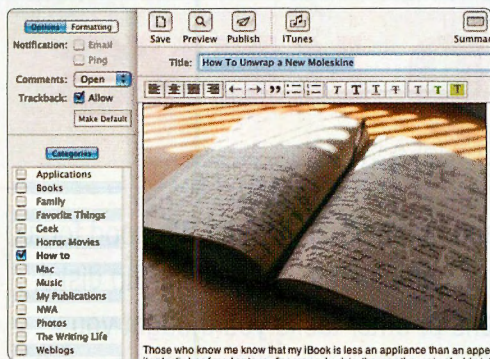 Options Formatting
Notification: Email
Ping
Comments: Open
Trackback: Allow
Make Default
Categories
Applications
Books
Family
Favorite Things
Geek
Horror Movies
How to
Mac
Music
My Publications
NWA
Photos
The Writing Life
Weblogs
Save Preview Publish iTunes Summar
Title: How To Unwrap a New Moleskine
Those who know me know that my iBook is less an appliance than an appe